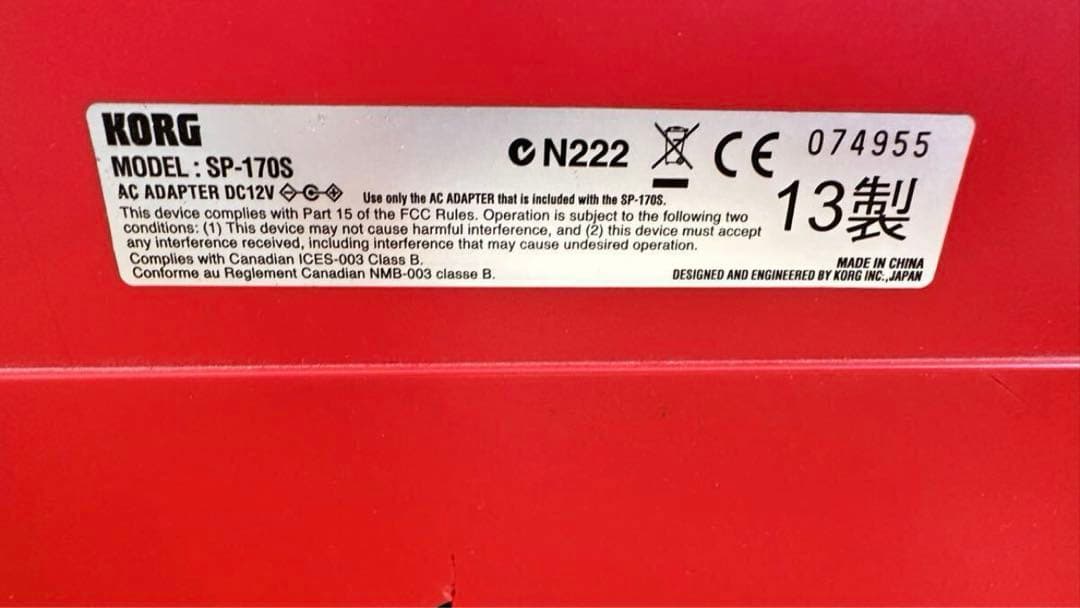 KORG
MODEL : SP-170S
N222
CE 074955
AC ADAPTER DC12V
Use only the AC ADAPTER that is included with the SP-170S.
13製
This device complies with Part 15 of the FCC Rules. Operation is subject to the following two
conditions: (1) This device may not cause harmful interference, and (2) this device must accept
any interference received, including interference that may cause undesired operation.
Complies with Canadian ICES-003 Class B.
Conforme au Reglement Canadian NMB-003 classe B.
MADE IN CHINA
DESIGNED AND ENGINEERED BY KORG INC.,JAPAN